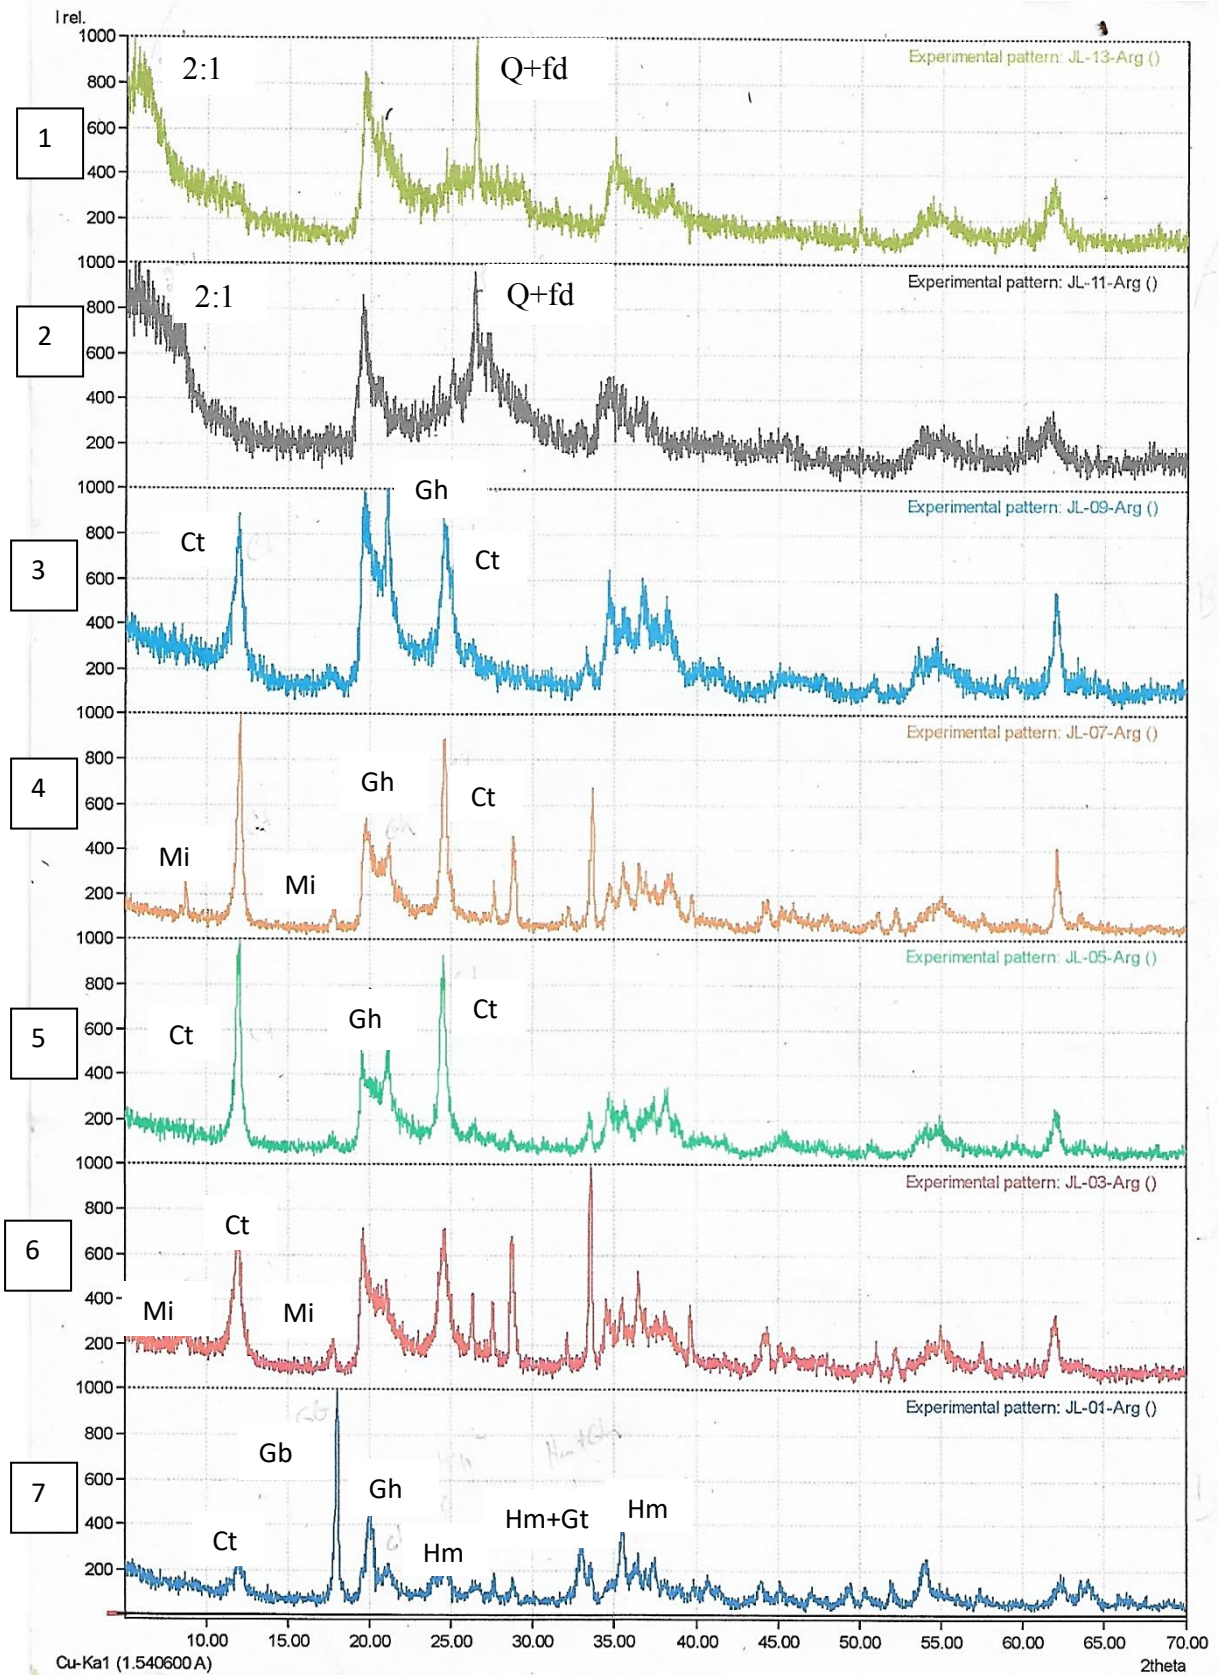 I rel.
1000
Experimental pattern: JL-13-Arg ()
2:1
Q+fd
800
1
600
400
200
1000
Experimental pattern: JL-11-Arg ()
2:1
Q+fd
800
2
600
400
200
1000
Gh
Experimental pattern: JL-09-Arg ()
800
Ct
Ct
3
600
400
200
1000
Experimental pattern: JL-07-Arg ()
800
Gh
Ct
4
600
400
Mi
Mi
200
1000
Experimental pattern: JL-05-Arg ()
800
Ct
Gh
Ct
5
600
400
200
1000
Experimental pattern: JL-03-Arg ()
800
Ct
6
600
400
Mi
Mi
200
1000
Experimental pattern: JL-01-Arg ()
800
Gb
7
600
Gh
Hm+Gt
Hm
400
Ct
Hm
200
10.00 15.00 20.00 25.00 30.00 35.00 40.00 45.00 50.00 55.00 60.00 65.00 70.00
Cu-Ka1 (1.540600 A)
2theta